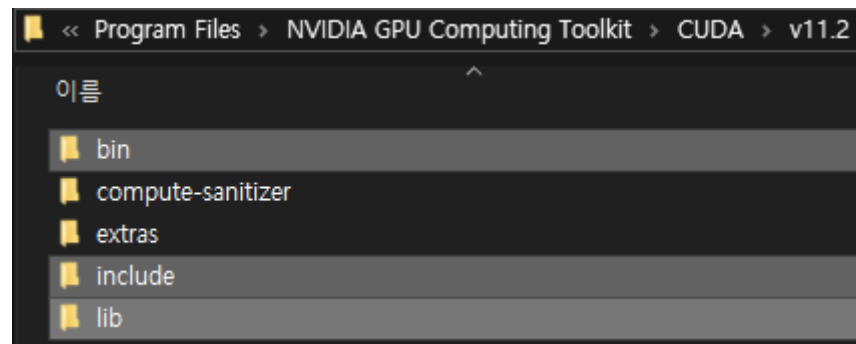 « Program Files > NVIDIA GPU Computing Toolkit > CUDA > v11.2
이름
bin
compute-sanitizer
extras
include
lib